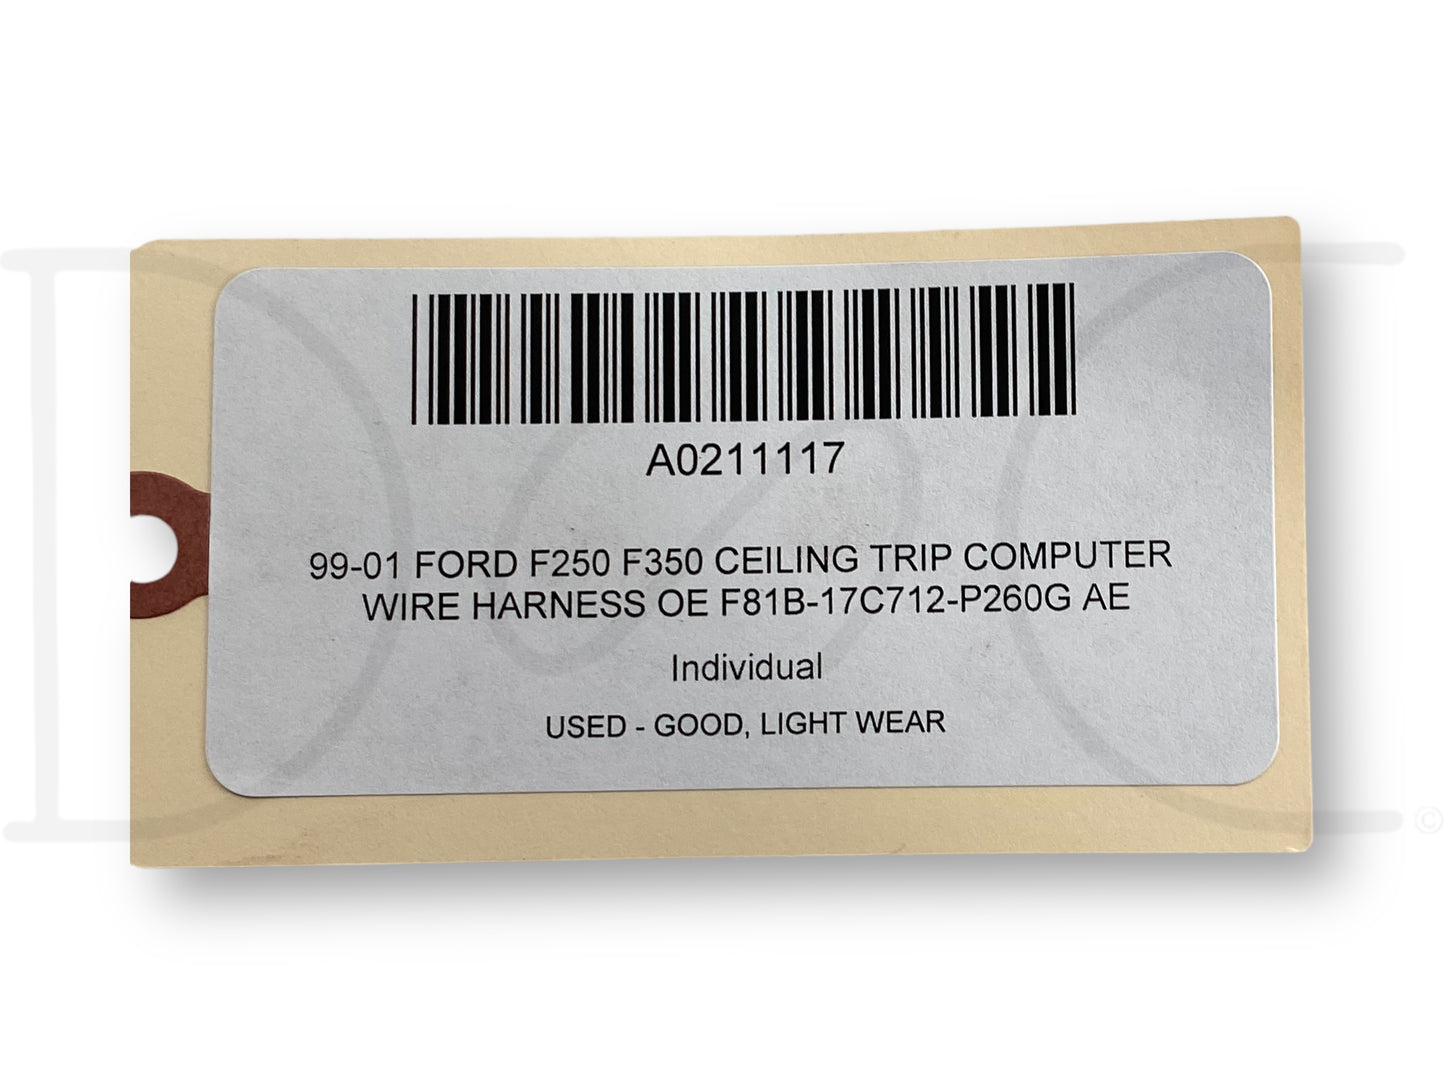 A0211117
99-01 FORD F250 F350 CEILING TRIP COMPUTER
WIRE HARNESS OE F81B-17C712-P260G AE
Individual
USED - GOOD, LIGHT WEAR
©